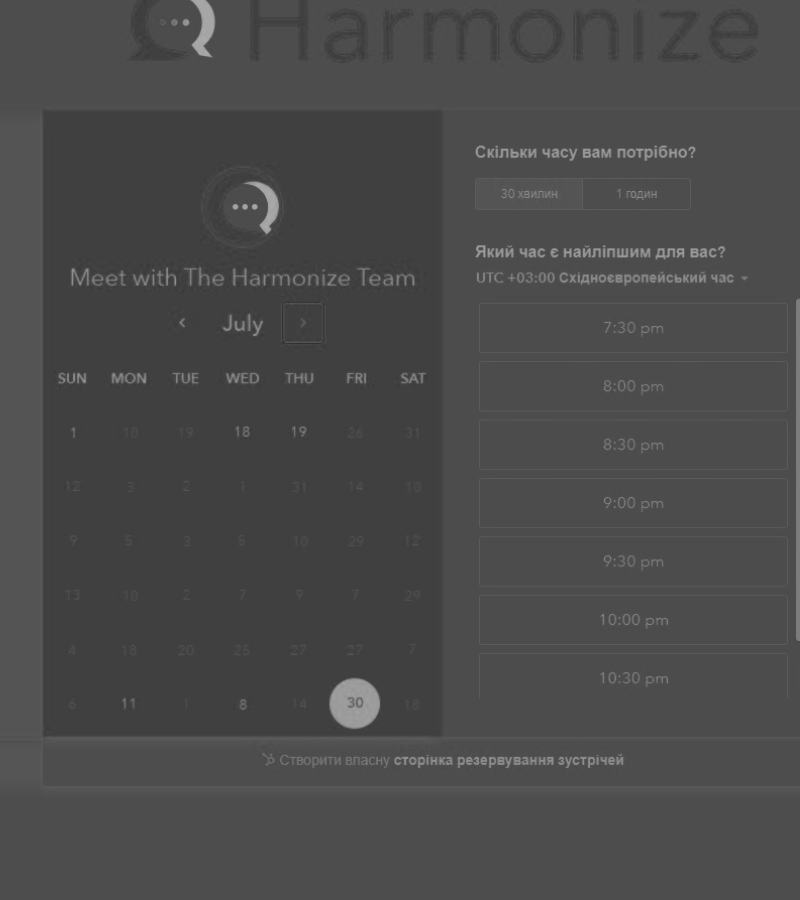 Harmonize
Meet with The Harmonize Team
July
SUN MON TUE WED THU FRI SAT
1 18 19 18 19 26 31
12 3 2 1 31 14 10
9 5 3 5 10 29 12
13 10 2 7 9 7 29
4 18 20 25 27 27 7
6 11 1 8 14 30 18
Скільки часу вам потрібно?
30 хвилин 1 годин
Який час є найліпшим для вас?
UTC +03:00 Східноєвропейський час
7:30 pm
8:00 pm
8:30 pm
9:00 pm
9:30 pm
10:00 pm
10:30 pm
Створити власну сторінка резервування зустрічей